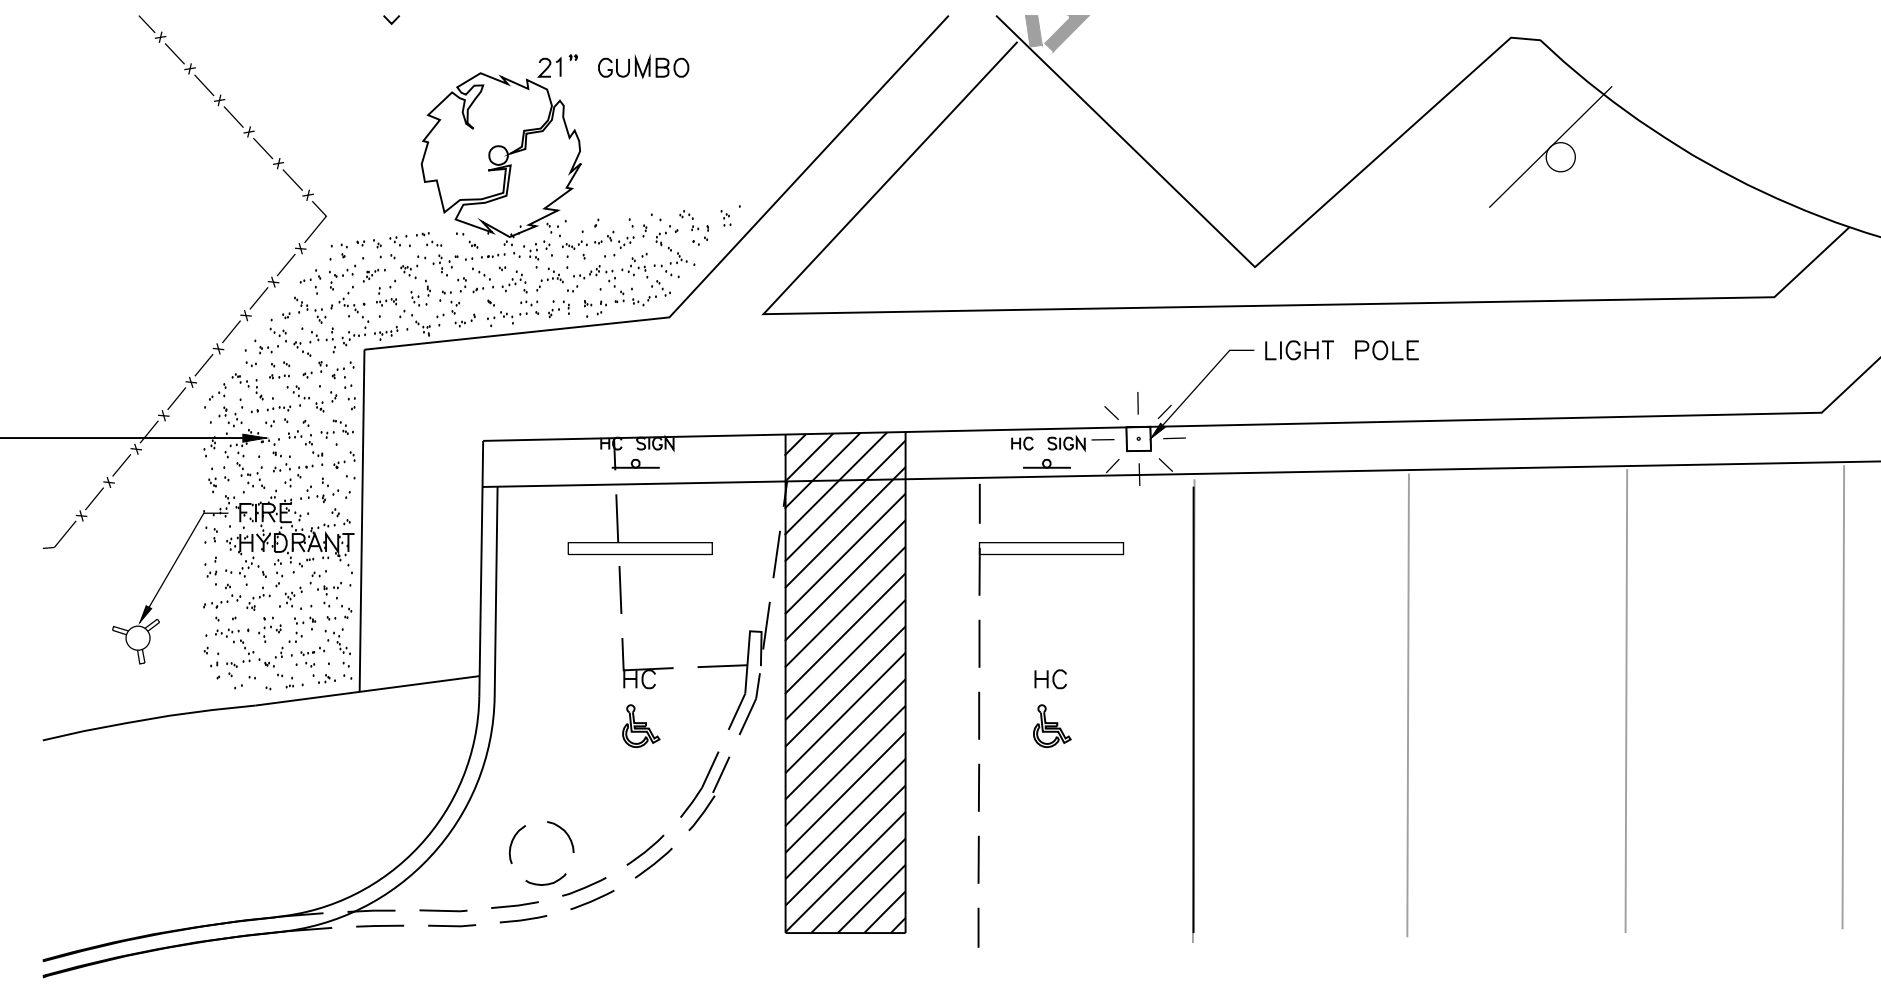 21" GUMBO
LIGHT POLE
HC SIGN
HC SIGN
FIRE
HYDRANT
HC
HC